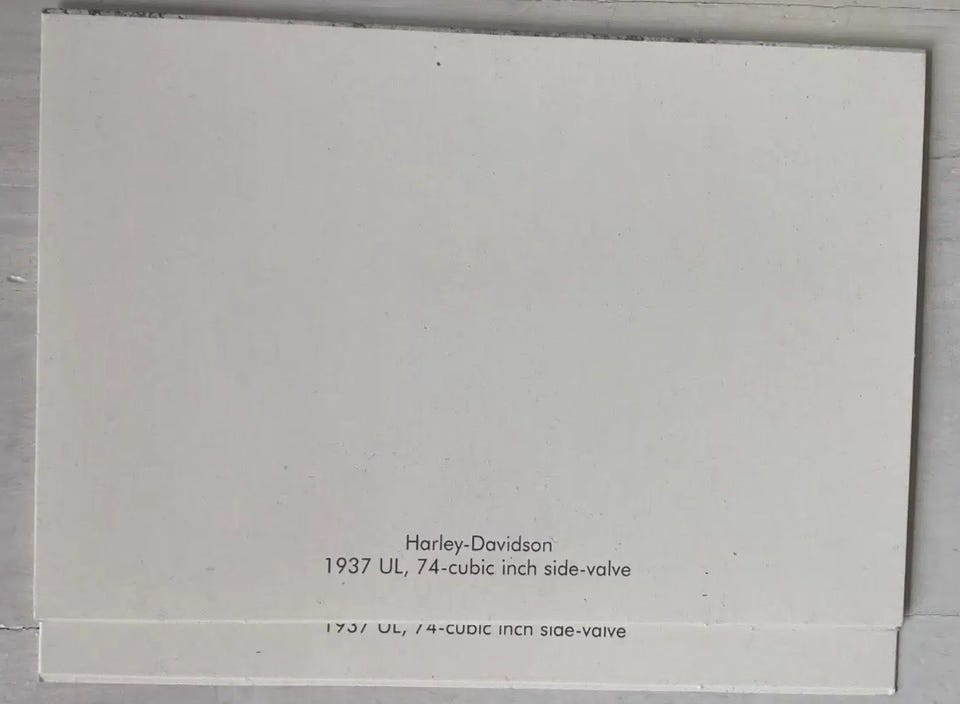 Harley-Davidson
1937 UL, 74-cubic inch side-valve
1937 UL, 74-cubic inch side-valve